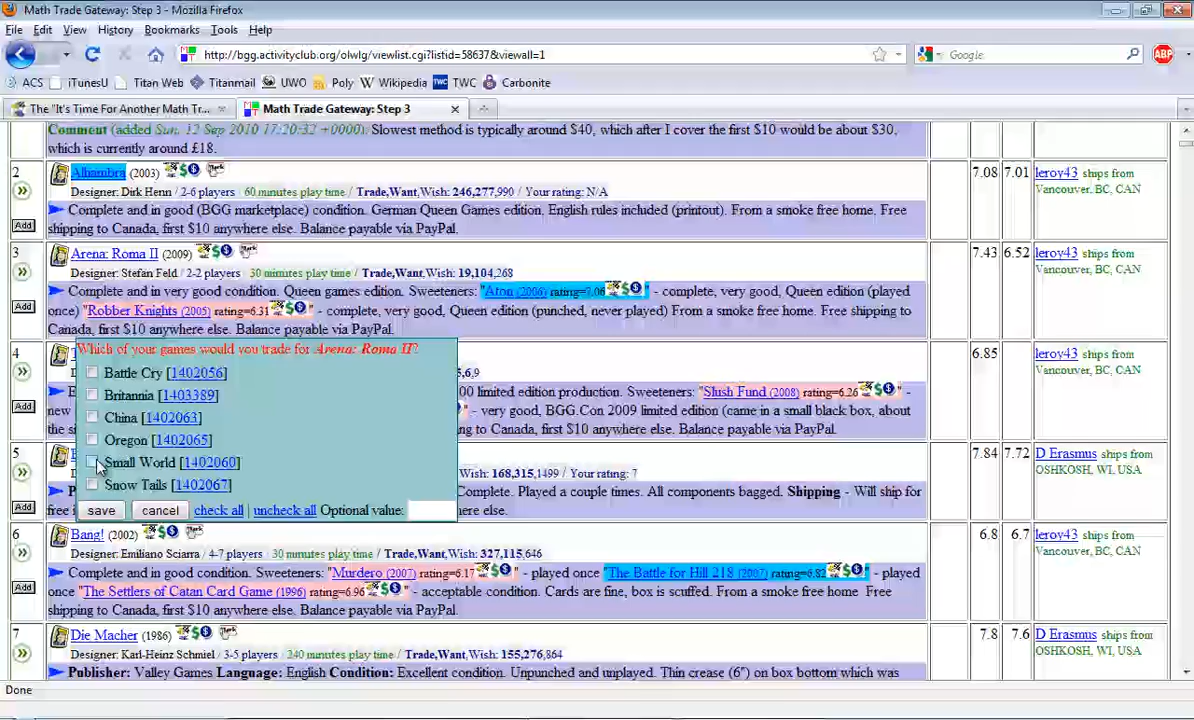 Math Trade Gateway: Step 3 - Mozilla Firefox
File Edit View History Bookmarks Tools Help
http://bgg.activityclub.org/olwlg/viewlist.cgi?listid=58637&viewall=1
Google
ABP
ACS iTunesU Titan Web Titanmail UWO Poly W Wikipedia TWC TWC Carbonite
The "It's Time For Another Math Tr...
Math Trade Gateway: Step 3
Comment (added Sun, 12 Sep 2010 17:20:32 +0000). Slowest method is typically around $40, which after I cover the first $10 would be about $30,
which is currently around £18.
2 Alhambra (2003) 7.08 7.01 leroy43 ships from
Vancouver, BC, CAN
Designer: Dirk Henn / 2-6 players / 60 minutes play time / Trade,Want,Wish: 246,277,990 / Your rating: N/A
Complete and in good (BGG marketplace) condition. German Queen Games edition, English rules included (printout). From a smoke free home. Free
Add shipping to Canada, first $10 anywhere else. Balance payable via PayPal.
3 Arena: Roma II (2009) 7.43 6.52 leroy43 ships from
Vancouver, BC, CAN
Designer: Stefan Feld / 2-2 players / 30 minutes play time / Trade,Want,Wish: 19,104,268
Complete and in very good condition. Queen games edition. Sweeteners: "Aton (2006) rating=7.06 " - complete, very good, Queen edition (played
Add once) "Robber Knights (2005) rating=6.31 " - complete, very good, Queen edition (punched, never played) From a smoke free home. Free shipping to
Canada, first $10 anywhere else. Balance payable via PayPal.
Which of your games would you trade for Arena: Roma II?
Battle Cry [1402056]
Britannia [1403389]
China [1402063]
Oregon [1402065]
Small World [1402060]
Snow Tails [1402067]
save cancel check all | uncheck all Optional value:
4 6.85 leroy43 ships from
Vancouver, BC, CAN
5,6,9
00 limited edition production. Sweeteners: "Slush Fund (2008) rating=6.26 " -
Add new - very good, BGG.Con 2009 limited edition (came in a small black box, about
the s ng to Canada, first $10 anywhere else. Balance payable via PayPal.
5 7.84 7.72 D Erasmus ships from
OSHKOSH, WI, USA
168,315,1499 / Your rating: 7
Complete. Played a couple times. All components bagged. Shipping - Will ship for
Add free here else.
6 Bang! (2002) 6.8 6.7 leroy43 ships from
Vancouver, BC, CAN
Designer: Emiliano Sciarra / 4-7 players / 30 minutes play time / Trade,Want,Wish: 327,115,646
Complete and in good condition. Sweeteners: "Murdero (2007) rating=6.17 " - played once "The Battle for Hill 218 (2007) rating=6.82 " - played
Add once "The Settlers of Catan Card Game (1996) rating=6.96 " - acceptable condition. Cards are fine, box is scuffed. From a smoke free home Free
shipping to Canada, first $10 anywhere else. Balance payable via PayPal.
7 Die Macher (1986) 7.8 7.6 D Erasmus ships from
OSHKOSH, WI, USA
Designer: Karl-Heinz Schmiel / 3-5 players / 240 minutes play time / Trade,Want,Wish: 155,276,864
Publisher: Valley Games Language: English Condition: Excellent condition. Unpunched and unplayed. Thin crease (6") on box bottom which was
Done